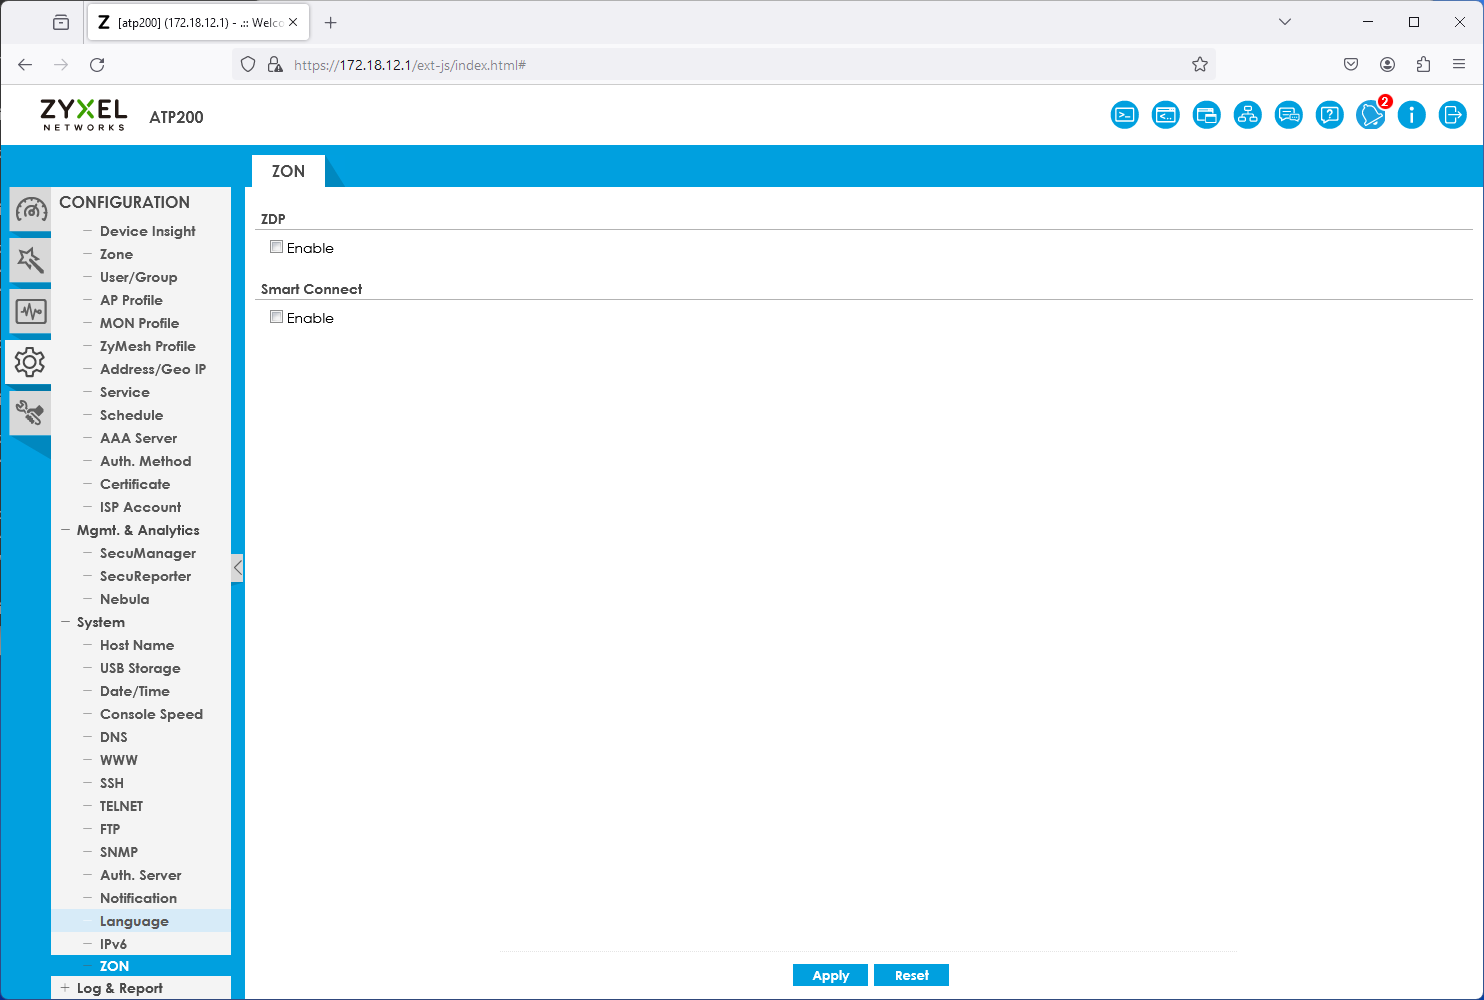 [atp200] (172.18.12.1) - .:: Welco
https://172.18.12.1/ext-js/index.html#
ZYXEL
NETWORKS
ATP200
2
ZON
CONFIGURATION
Device Insight
Zone
User/Group
AP Profile
MON Profile
ZyMesh Profile
Address/Geo IP
Service
Schedule
AAA Server
Auth. Method
Certificate
ISP Account
Mgmt. & Analytics
SecuManager
SecuReporter
Nebula
System
Host Name
USB Storage
Date/Time
Console Speed
DNS
WWW
SSH
TELNET
FTP
SNMP
Auth. Server
Notification
Language
IPv6
ZON
Log & Report
ZDP
Enable
Smart Connect
Enable
Apply
Reset